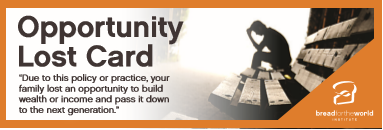 Opportunity
Lost Card
"Due to this policy or practice, your
family lost an opportunity to build
wealth or income and pass it down
to the next generation."
breadfortheworld
INSTITUTE